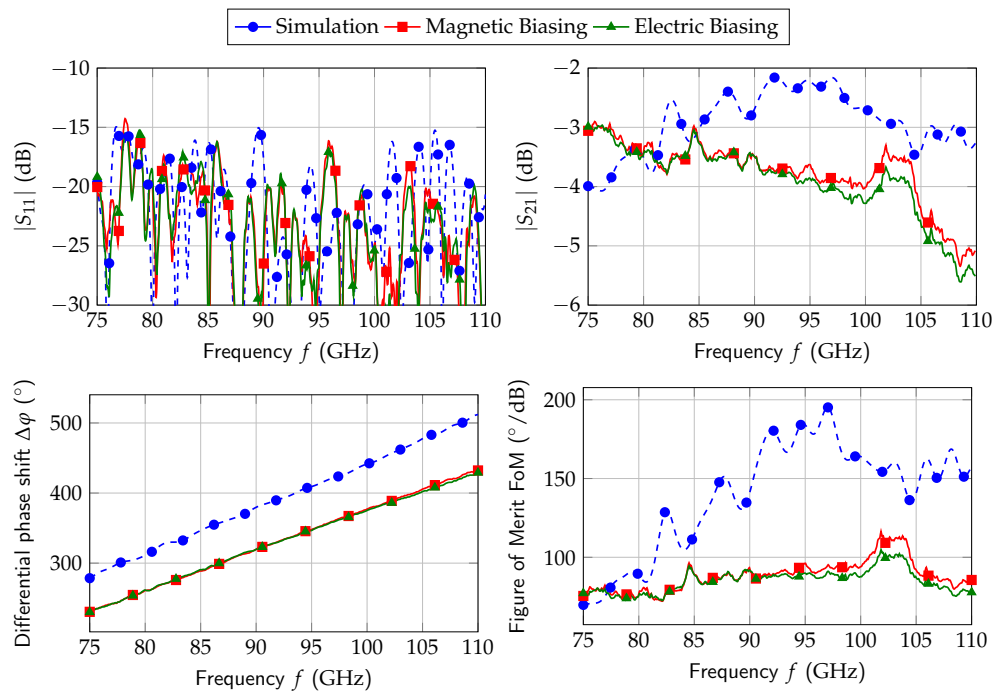 Simulation Magnetic Biasing Electric Biasing
−10
−15
−20
−25
−30
75 80 85 90 95 100 105 110
Frequency f (GHz)
|S11| (dB)
−2
−3
−4
−5
−6
75 80 85 90 95 100 105 110
Frequency f (GHz)
|S21| (dB)
500
400
300
75 80 85 90 95 100 105 110
Frequency f (GHz)
Differential phase shift Δφ (°)
200
150
100
50
75 80 85 90 95 100 105 110
Frequency f (GHz)
Figure of Merit FoM (°/dB)